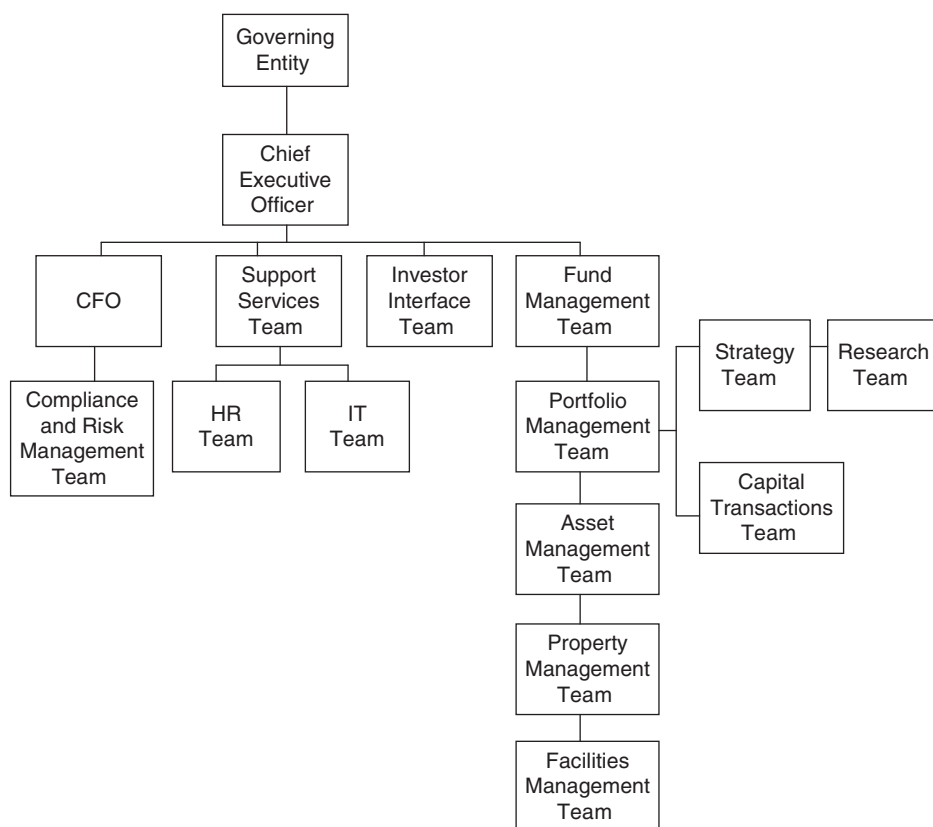 Governing
Entity
Chief
Executive
Officer
CFO
Support
Services
Team
Investor
Interface
Team
Fund
Management
Team
Strategy
Team
Research
Team
Compliance
and Risk
Management
Team
HR
Team
IT
Team
Portfolio
Management
Team
Capital
Transactions
Team
Asset
Management
Team
Property
Management
Team
Facilities
Management
Team